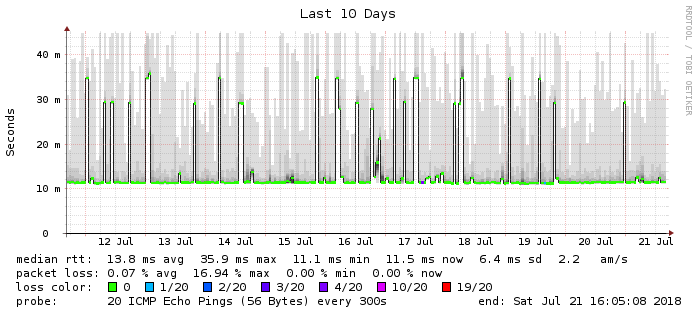 Last 10 Days
RRDTOOL / TOBI OETIKER
Seconds
40 m
30 m
20 m
10 m
0
12 Jul 13 Jul 14 Jul 15 Jul 16 Jul 17 Jul 18 Jul 19 Jul 20 Jul 21 Jul
median rtt: 13.8 ms avg 35.9 ms max 11.1 ms min 11.5 ms now 6.4 ms sd 2.2 am/s
packet loss: 0.07 % avg 16.94 % max 0.00 % min 0.00 % now
loss color: 0 1/20 2/20 3/20 4/20 10/20 19/20
probe: 20 ICMP Echo Pings (56 Bytes) every 300s end: Sat Jul 21 16:05:08 2018